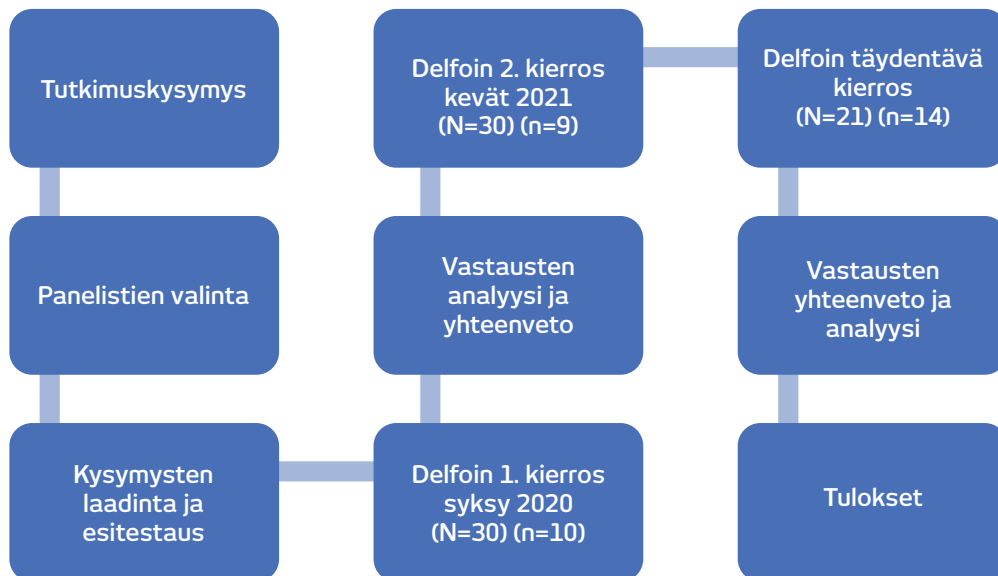 Tutkimuskysymys
Panelistien valinta
Kysymysten
laadinta ja
esitestaus
Delfoin 1. kierros
syksy 2020
(N=30) (n=10)
Vastausten
analyysi ja
yhteenveto
Delfoin 2. kierros
kevät 2021
(N=30) (n=9)
Delfoin täydentävä
kierros
(N=21) (n=14)
Vastausten
yhteenveto ja
analyysi
Tulokset